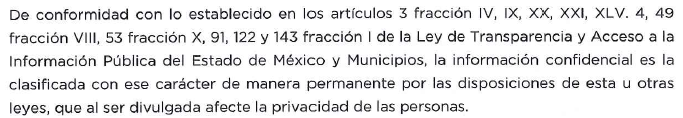 De conformidad con lo establecido en los artículos 3 fracción IV, IX, XX, XXI, XLV. 4, 49
fracción VIII, 53 fracción X, 91, 122 y 143 fracción I de la Ley de Transparencia y Acceso a la
Información Pública del Estado de México y Municipios, la información confidencial es la
clasificada con ese carácter de manera permanente por las disposiciones de esta u otras
leyes, que al ser divulgada afecte la privacidad de las personas.